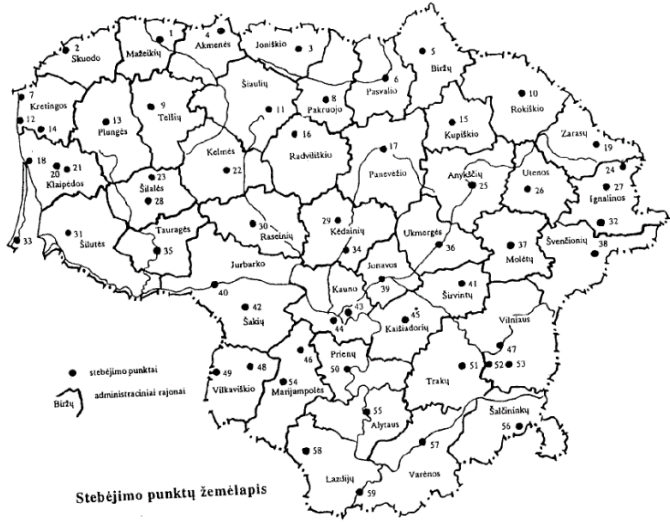 1
4
2
Skuodo
Mažeikių
Akmenės
Joniškio
3
5
Biržų
6
Pasvalio
7
Kretingos
12
14
13
Plungės
9
Telšių
Šiaulių
11
8
Pakruojo
10
Rokiškio
15
Kupiškio
Zarasų
19
16
Radviliškio
17
Panevėžio
18
20
21
Klaipėdos
23
Šilalės
28
Kelmės
22
Anykščių
25
Utenos
26
24
27
Ignalinos
32
33
31
Šilutės
Tauragės
35
30
Raseinių
29
Kėdainių
34
Ukmergės
36
37
Molėtų
Švenčionių
38
Jurbarko
40
Kauno
43
44
Jonavos
39
41
Širvintų
42
Šakių
45
Kaišiadorių
Vilniaus
47
49
48
Vilkaviškio
46
54
Marijampolės
Prienų
50
51
Trakų
52
53
stebėjimo punktai
Biržų
administraciniai rajonai
55
Alytaus
Šalčininkų
56
58
Lazdijų
59
57
Varėnos
Stebėjimo punktų žemėlapis